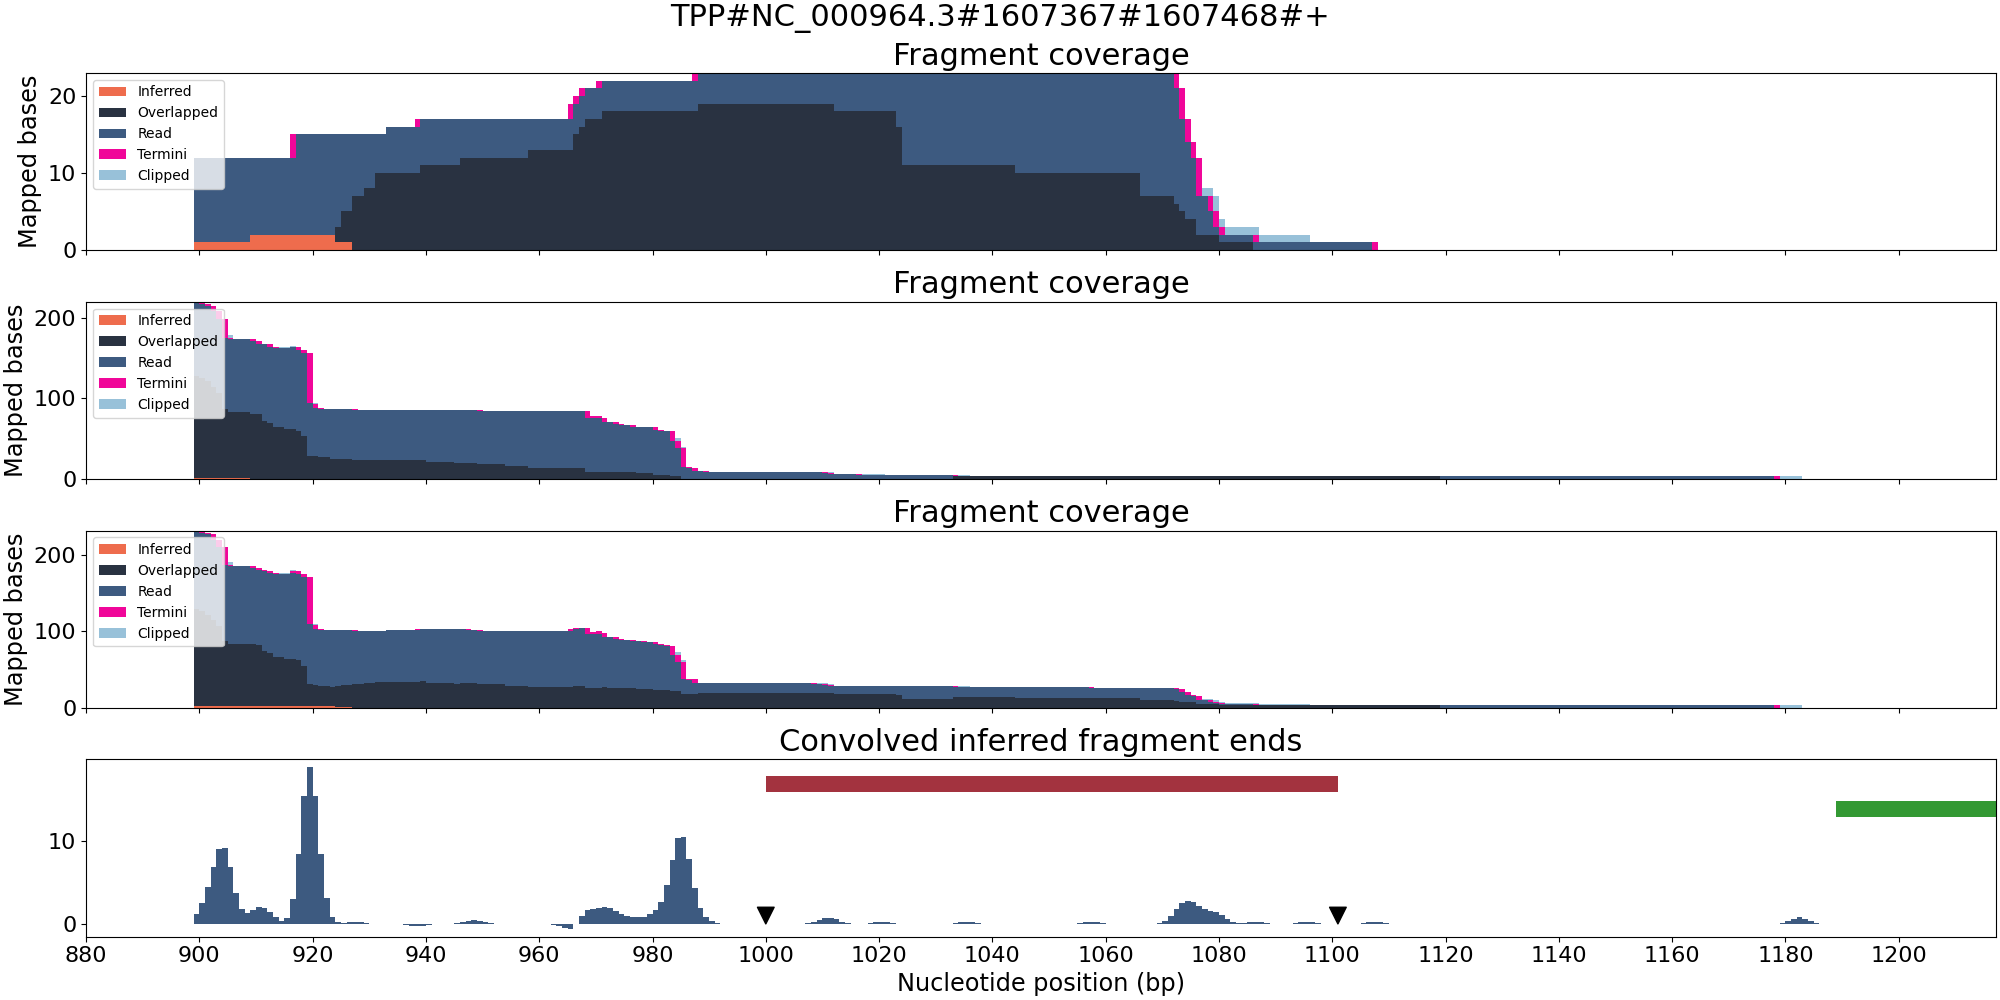 TPP#NC_000964.3#1607367#1607468#+
Fragment coverage
Mapped bases
20
10
0
Inferred
Overlapped
Read
Termini
Clipped
Fragment coverage
Mapped bases
200
100
0
Inferred
Overlapped
Read
Termini
Clipped
Fragment coverage
Mapped bases
200
100
0
Inferred
Overlapped
Read
Termini
Clipped
Convolved inferred fragment ends
10
0
880 900 920 940 960 980 1000 1020 1040 1060 1080 1100 1120 1140 1160 1180 1200
Nucleotide position (bp)